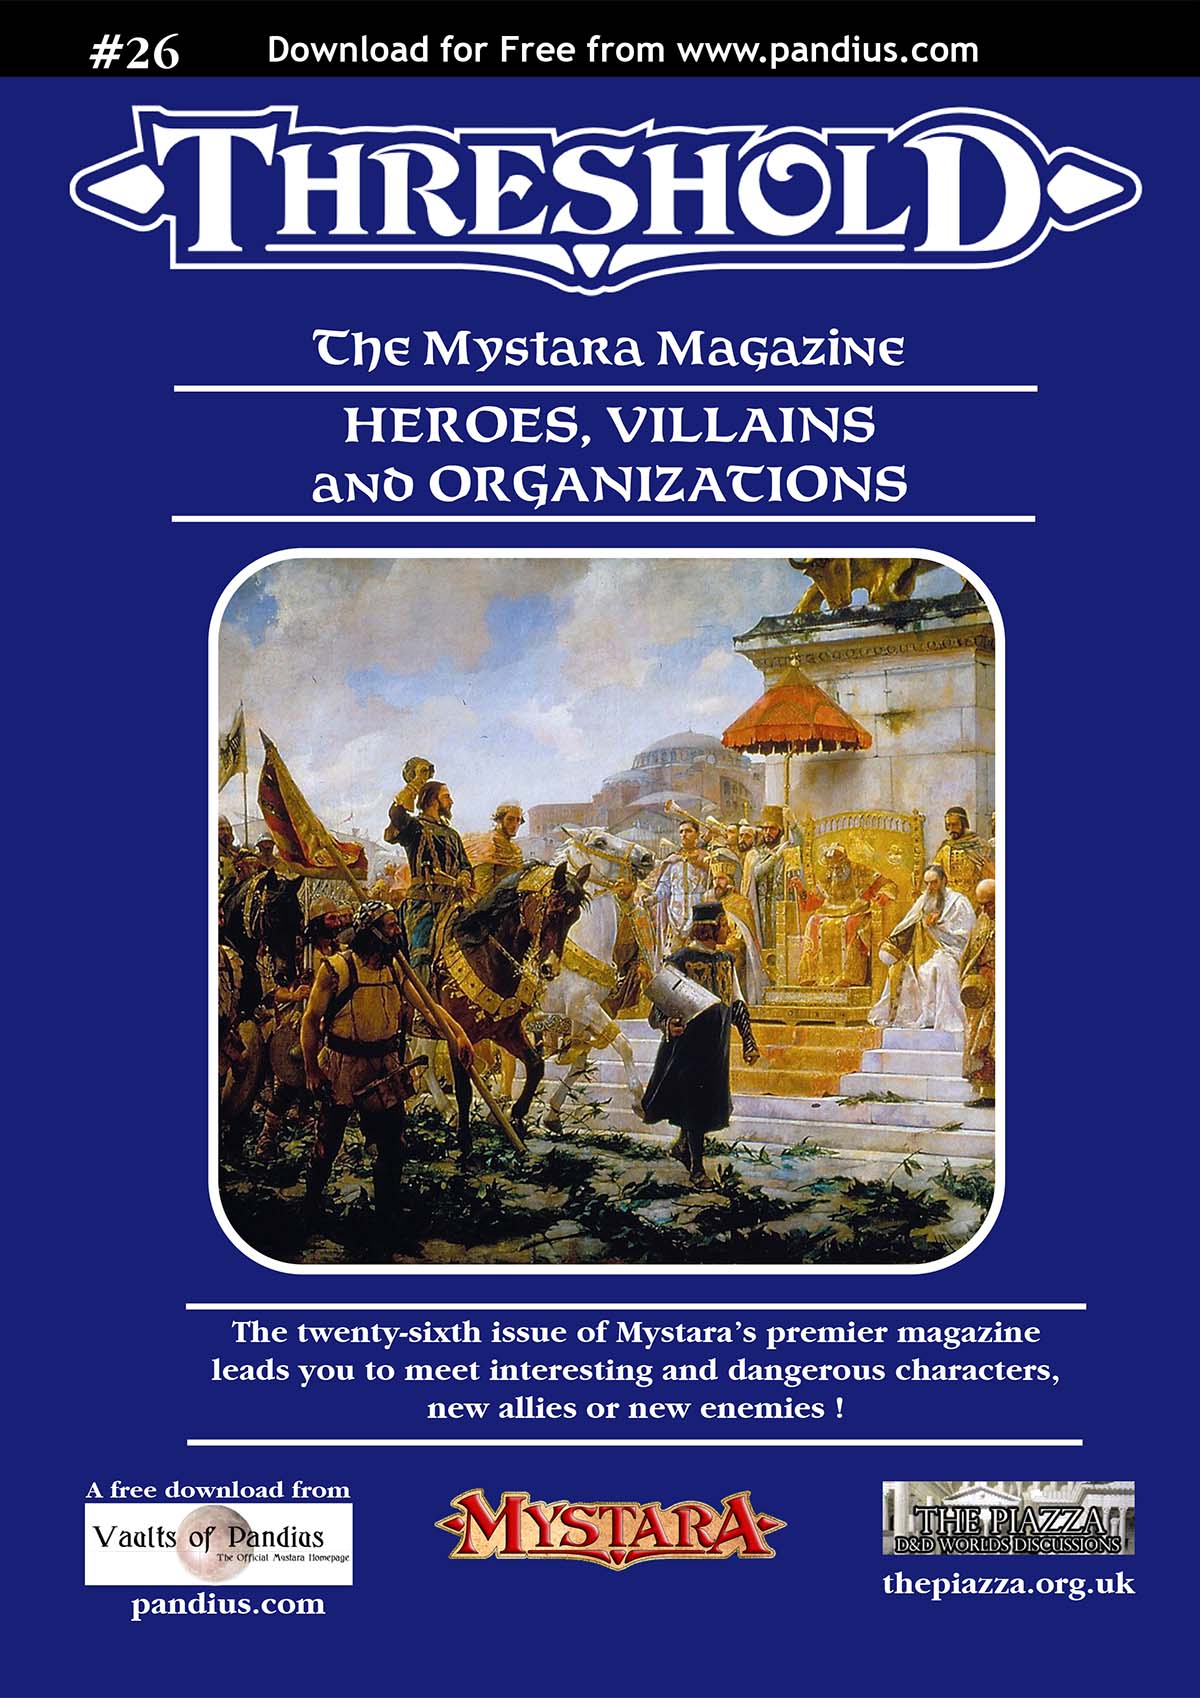 #26 Download for Free from www.pandius.com
THRESHOLD
The Mystara Magazine
HEROES, VILLAINS
and ORGANIZATIONS
The twenty-sixth issue of Mystara's premier magazine
leads you to meet interesting and dangerous characters,
new allies or new enemies !
A free download from
Vaults of Pandius
The Official Mystara Homepage
pandius.com
MYSTARA
THE PIAZZA
D&D WORLDS DISCUSSIONS
thepiazza.org.uk